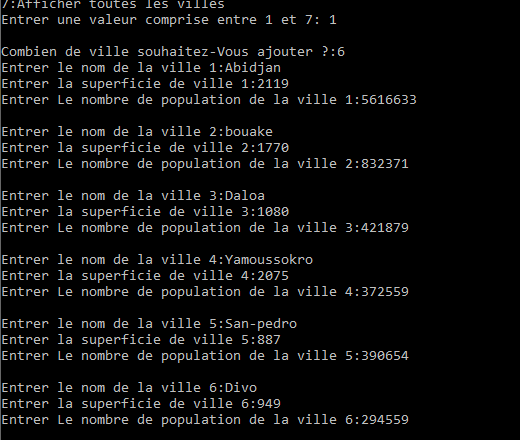 7:Afficher toutes les villes
Entrer une valeur comprise entre 1 et 7: 1
Combien de ville souhaitez-Vous ajouter ?:6
Entrer le nom de la ville 1:Abidjan
Entrer la superficie de ville 1:2119
Entrer Le nombre de population de la ville 1:5616633
Entrer le nom de la ville 2:bouake
Entrer la superficie de ville 2:1770
Entrer Le nombre de population de la ville 2:832371
Entrer le nom de la ville 3:Daloa
Entrer la superficie de ville 3:1080
Entrer Le nombre de population de la ville 3:421879
Entrer le nom de la ville 4:Yamoussokro
Entrer la superficie de ville 4:2075
Entrer Le nombre de population de la ville 4:372559
Entrer le nom de la ville 5:San-pedro
Entrer la superficie de ville 5:887
Entrer Le nombre de population de la ville 5:390654
Entrer le nom de la ville 6:Divo
Entrer la superficie de ville 6:949
Entrer Le nombre de population de la ville 6:294559